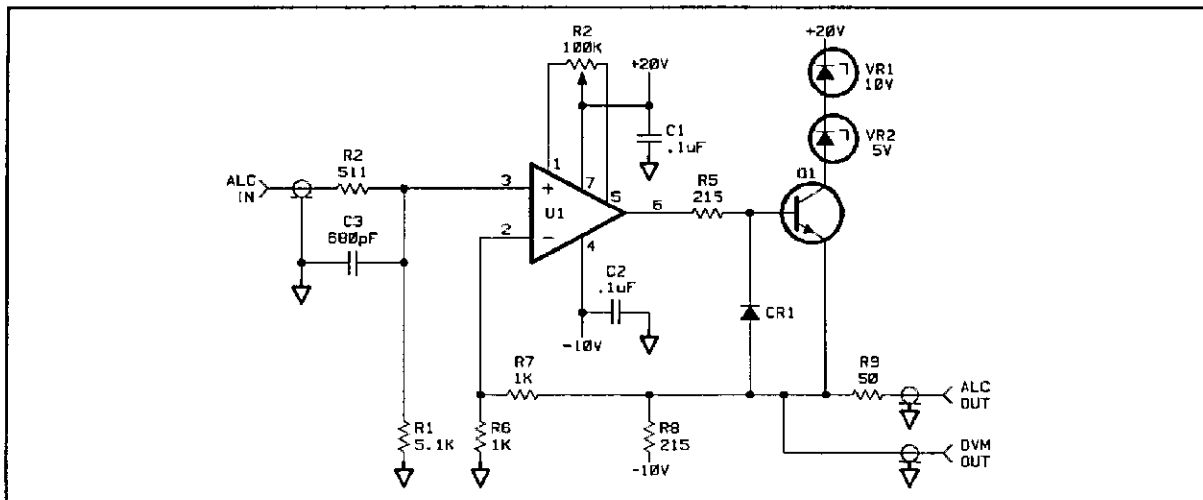 R2
100K
+20V
+20V
VR1
10V
VR2
5V
C1
.1uF
ALC
IN
R2
511
C3
680pF
1
3
+
7
5
U1
2
−
4
6
R5
215
Q1
C2
.1uF
-10V
CR1
R7
1K
R9
50
ALC
OUT
R1
5.1K
R6
1K
R8
215
-10V
DVM
OUT